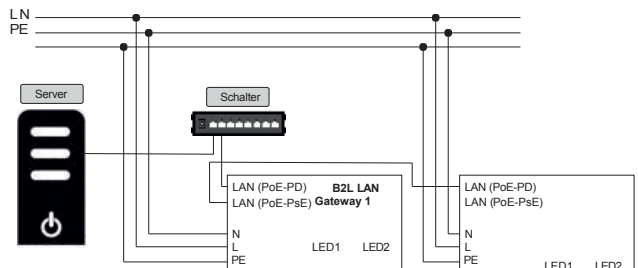 LN
PE
Server
Schalter
LAN (PoE-PD) B2L LAN
LAN (PoE-PsE) Gateway 1
N
L LED1 LED2
PE
LAN (PoE-PD)
LAN (PoE-PsE)
N
L
PE LED1 LED2